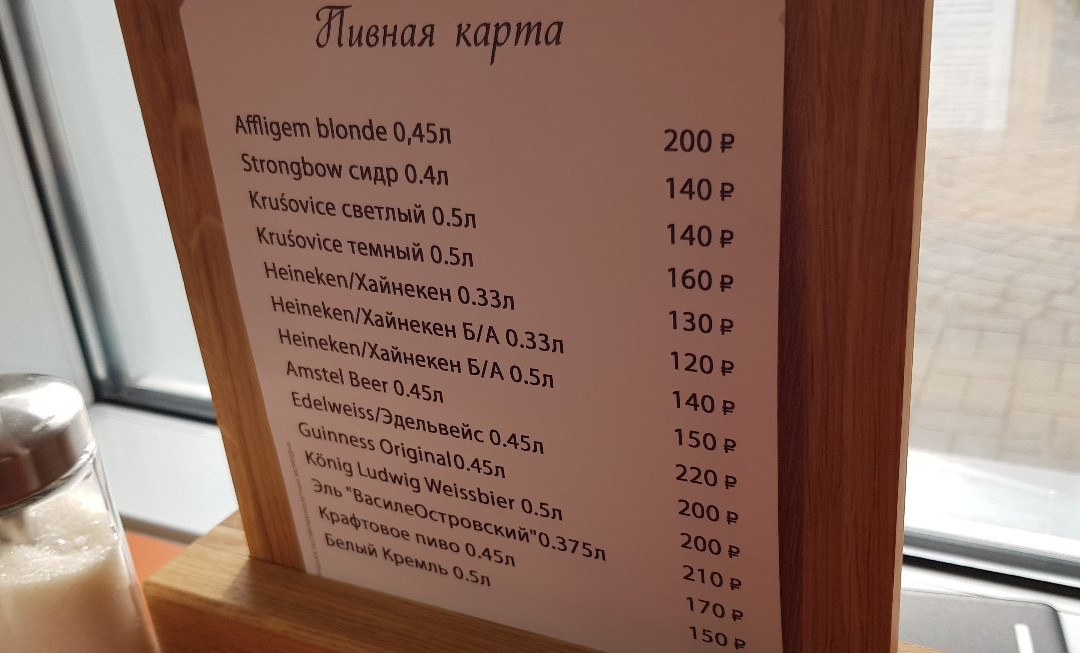 Пивная карта
Affligem blonde 0,45л 200 ₽
Strongbow сидр 0.4л 140 ₽
Kruśovice светлый 0.5л 140 ₽
Kruśovice темный 0.5л 160 ₽
Heineken/Хайнекен 0.33л 130 ₽
Heineken/Хайнекен Б/А 0.33л 120 ₽
Heineken/Хайнекен Б/А 0.5л 140 ₽
Amstel Beer 0.45л 150 ₽
Edelweiss/Эдельвейс 0.45л 220 ₽
Guinness Original0.45л 200 ₽
König Ludwig Weissbier 0.5л 200 ₽
Эль "ВасилеОстровский"0.375л 210 ₽
Крафтовое пиво 0.45л 170 ₽
Белый Кремль 0.5л 150 ₽